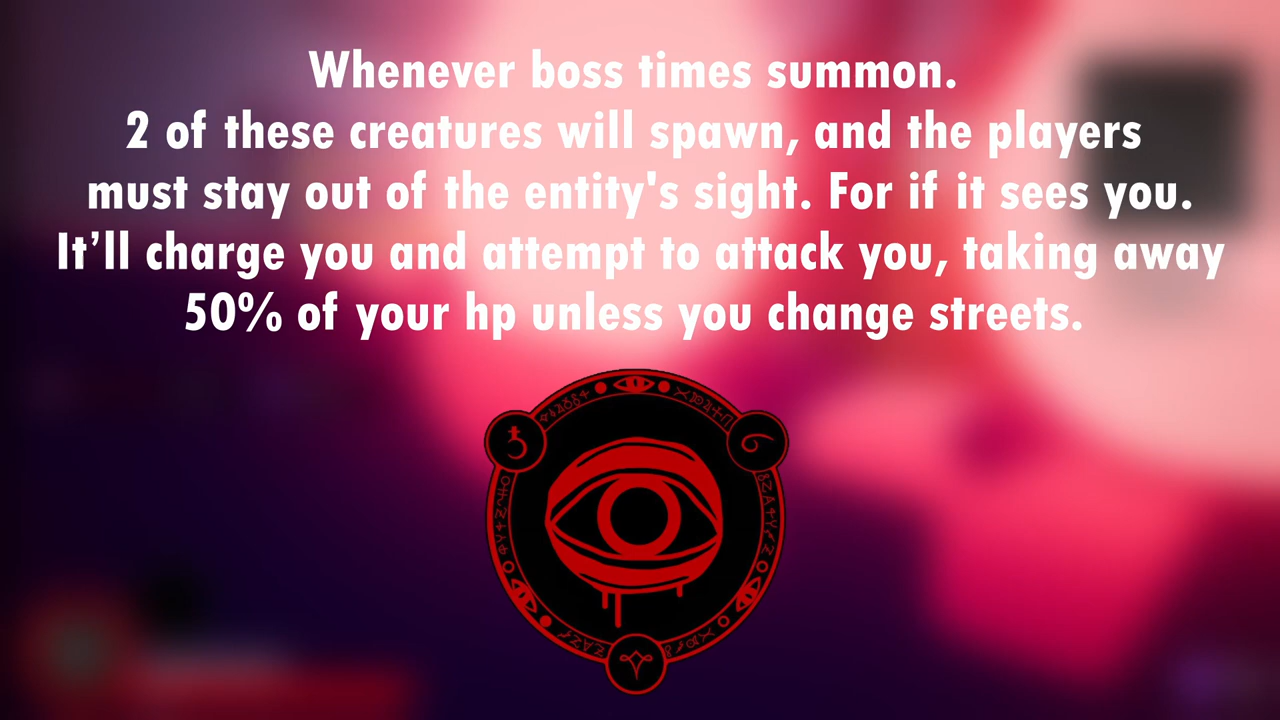 Whenever boss times summon.
2 of these creatures will spawn, and the players
must stay out of the entity's sight. For if it sees you.
It’ll charge you and attempt to attack you, taking away
50% of your hp unless you change streets.